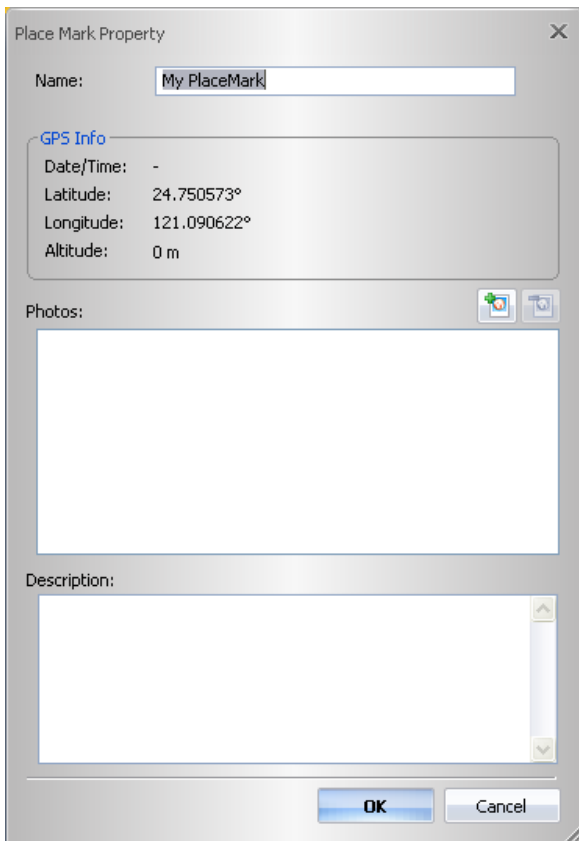 Place Mark Property
Name: My PlaceMark
GPS Info
Date/Time: -
Latitude: 24.750573°
Longitude: 121.090622°
Altitude: 0 m
Photos:
Description:
OK Cancel